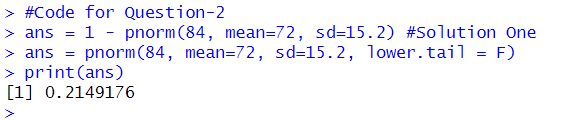 > #Code for Question-2
> ans = 1 - pnorm(84, mean=72, sd=15.2) #Solution One
> ans = pnorm(84, mean=72, sd=15.2, lower.tail = F)
> print(ans)
[1] 0.2149176
>